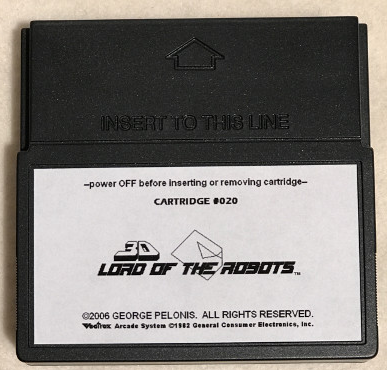 INSERT TO THIS LINE
–power OFF before inserting or removing cartridge–
CARTRIDGE #020
3D
LORD OF THE ROBOTS™
©2006 GEORGE PELONIS. ALL RIGHTS RESERVED.
Vectrex Arcade System ©1982 General Consumer Electronics, Inc.